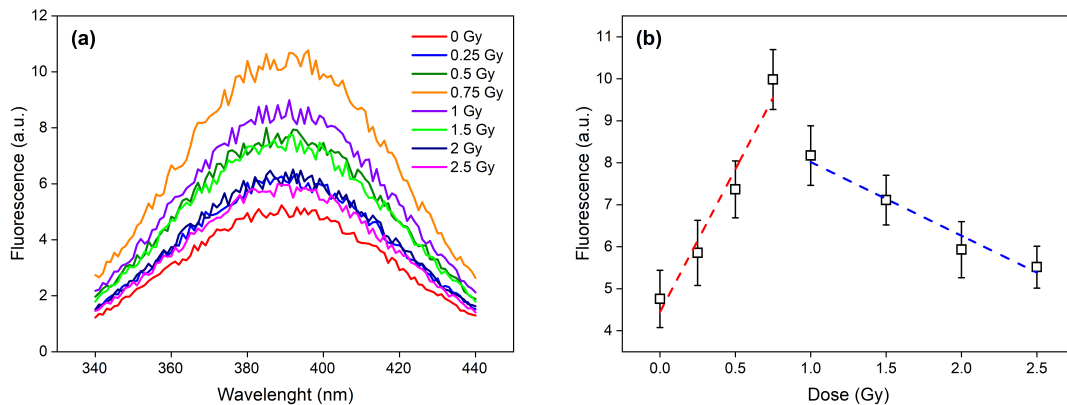 (a)
Fluorescence (a.u.)
12
10
8
6
4
2
0
340
360
380
400
420
440
Wavelenght (nm)
0 Gy
0.25 Gy
0.5 Gy
0.75 Gy
1 Gy
1.5 Gy
2 Gy
2.5 Gy
(b)
Fluorescence (a.u.)
11
10
9
8
7
6
5
4
0.0
0.5
1.0
1.5
2.0
2.5
Dose (Gy)